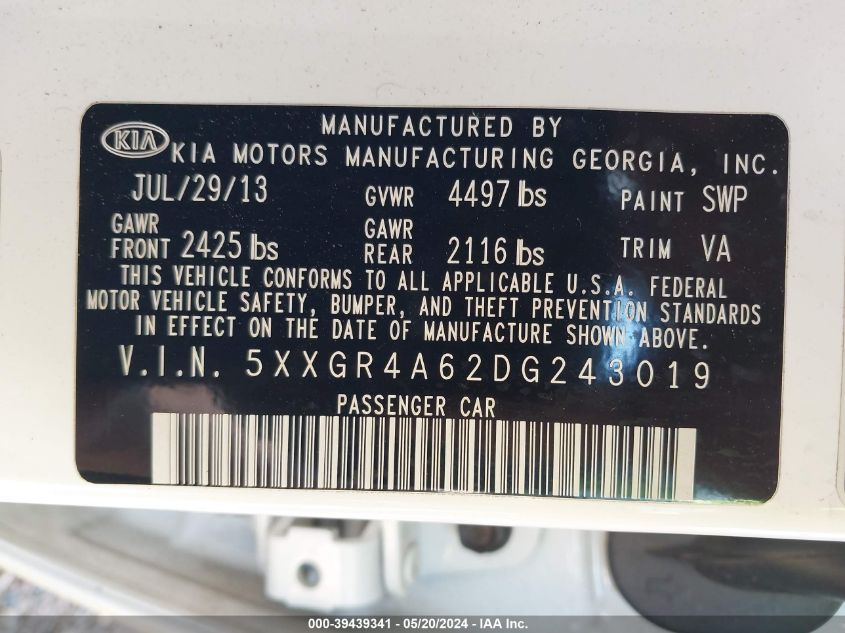 MANUFACTURED BY
KIA KIA MOTORS MANUFACTURING GEORGIA, INC.
JUL/29/13 GVWR 4497 lbs PAINT SWP
GAWR FRONT 2425 lbs GAWR REAR 2116 lbs TRIM VA
THIS VEHICLE CONFORMS TO ALL APPLICABLE U.S.A. FEDERAL
MOTOR VEHICLE SAFETY, BUMPER, AND THEFT PREVENTION STANDARDS
IN EFFECT ON THE DATE OF MANUFACTURE SHOWN ABOVE.
V.I.N. 5XXGR4A62DG243019
PASSENGER CAR
000-39439341 — 05/20/2024 — IAA Inc.